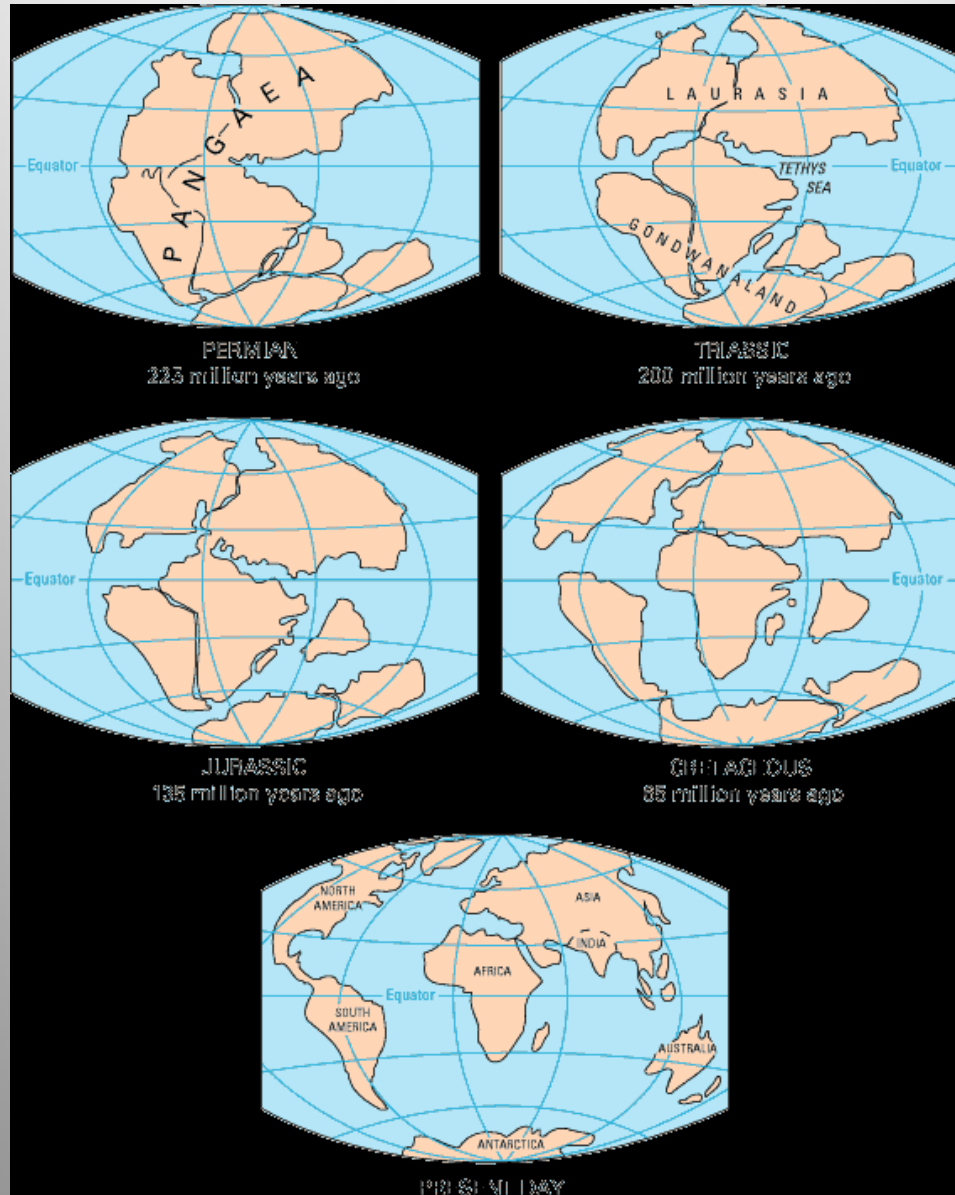 PANGAEA
Equator
PERMIAN
225 million years ago
LAURASIA
TETHYS
SEA
Equator
GONDWANALAND
TRIASSIC
200 million years ago
Equator
JURASSIC
135 million years ago
Equator
CRETACEOUS
65 million years ago
NORTH
AMERICA
ASIA
INDIA
AFRICA
Equator
SOUTH
AMERICA
AUSTRALIA
ANTARCTICA
PRESENT DAY